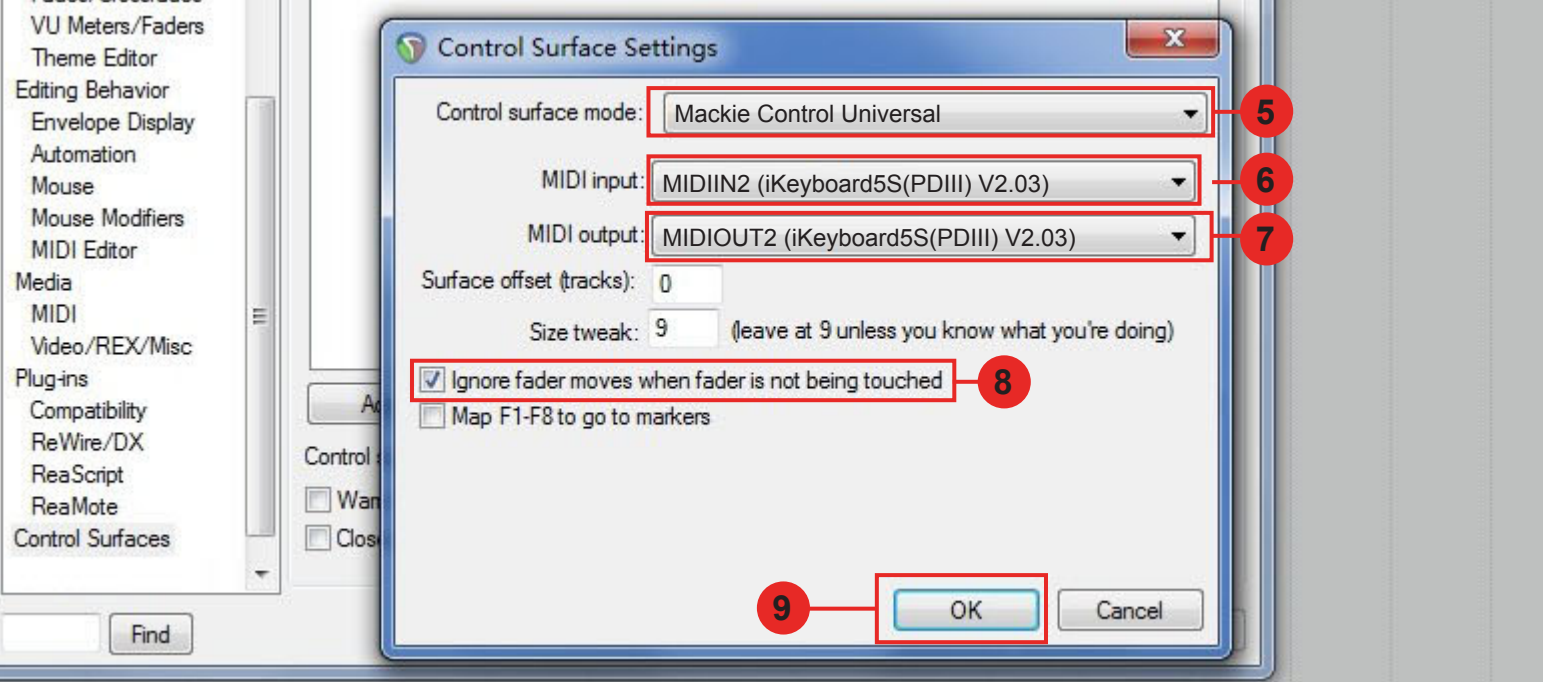 VU Meters/Faders
Theme Editor
Editing Behavior
Envelope Display
Automation
Mouse
Mouse Modifiers
MIDI Editor
Media
MIDI
Video/REX/Misc
Plug-ins
Compatibility
ReWire/DX
ReaScript
ReaMote
Control Surfaces
Find
Control
Control Surface Settings
Control surface mode: Mackie Control Universal 5
MIDI input: MIDIIN2 (iKeyboard5S(PDIII) V2.03) 6
MIDI output: MIDIOUT2 (iKeyboard5S(PDIII) V2.03) 7
Surface offset (tracks): 0
Size tweak: 9 (leave at 9 unless you know what you're doing)
Ignore fader moves when fader is not being touched 8
Map F1-F8 to go to markers
9 OK Cancel